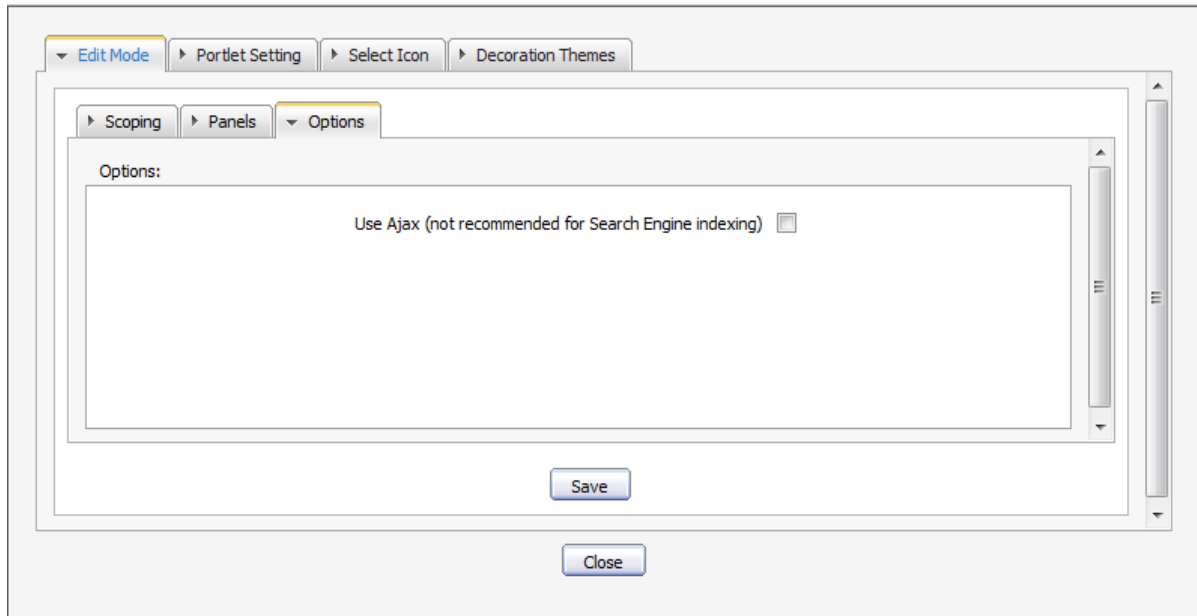 Edit Mode Portlet Setting Select Icon Decoration Themes
Scoping Panels Options
Options:
Use Ajax (not recommended for Search Engine indexing)
Save
Close